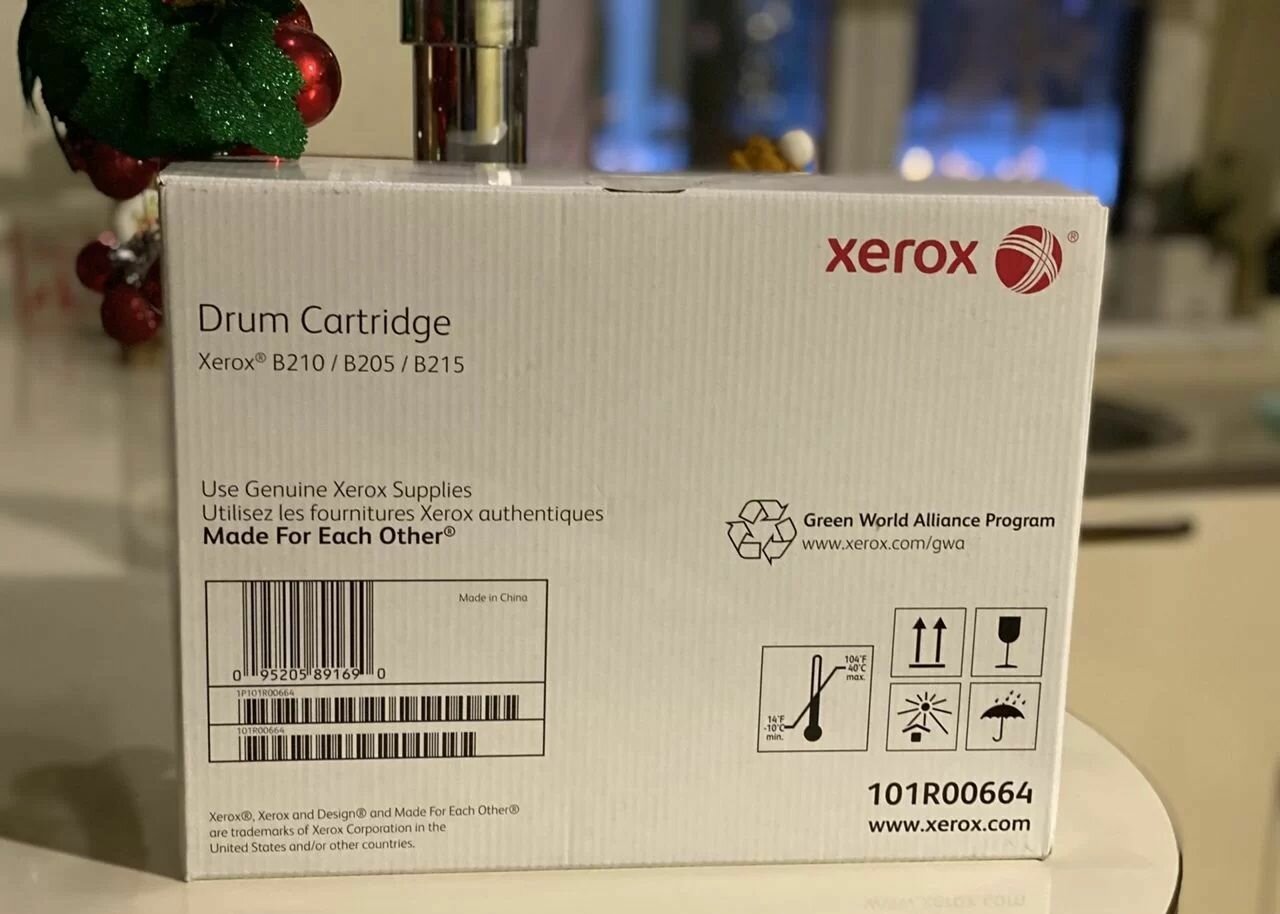 xerox ®
Drum Cartridge
Xerox® B210 / B205 / B215
Use Genuine Xerox Supplies
Utilisez les fournitures Xerox authentiques
Made For Each Other®
Green World Alliance Program
www.xerox.com/gwa
Made in China
0 95205 89169 0
1P101R00664
101R00664
104°F
40°C
max.
14°F
-10°C
min.
101R00664
www.xerox.com
Xerox®, Xerox and Design® and Made For Each Other®
are trademarks of Xerox Corporation in the
United States and/or other countries.